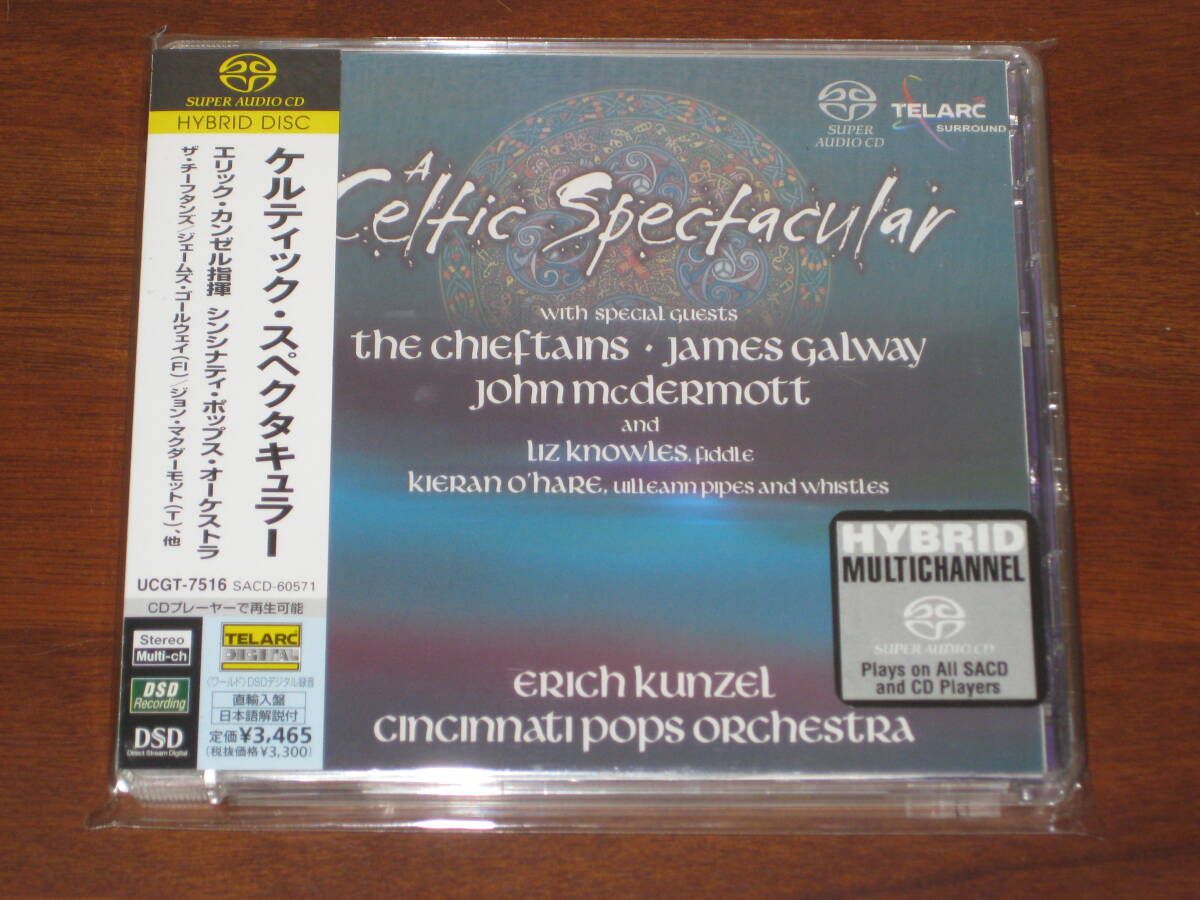 SUPER AUDIO CD
HYBRID DISC
ケルティック・スペクタキュラー
エリック・カンゼル指揮 シンシナティ・ポップス・オーケストラ
ザ・チーフタンズ/ジェームズ・ゴールウェイ(Fl)/ジョン・マクダーモット(T)、他
UCGT-7516 SACD-60571
CDプレーヤーで再生可能
Stereo
Multi-ch
DSD
Recording
DSD
Direct Stream Digital
TELARC
DIGITAL
〈ワールド〉DSDデジタル録音
直輸入盤
日本語解説付
定価¥3,465
(税抜価格¥3,300)
SUPER
AUDIO CD
TELARC
SURROUND
A
Celtic Spectacular
with special guests
the chieftains · james galway
john mcdermott
and
liz knowles, fiddle
kieran o'hare, uilleann pipes and whistles
HYBRID
MULTICHANNEL
SUPER AUDIO CD
Plays on All SACD
and CD Players
erich kunzel
cincinnati pops orchestra